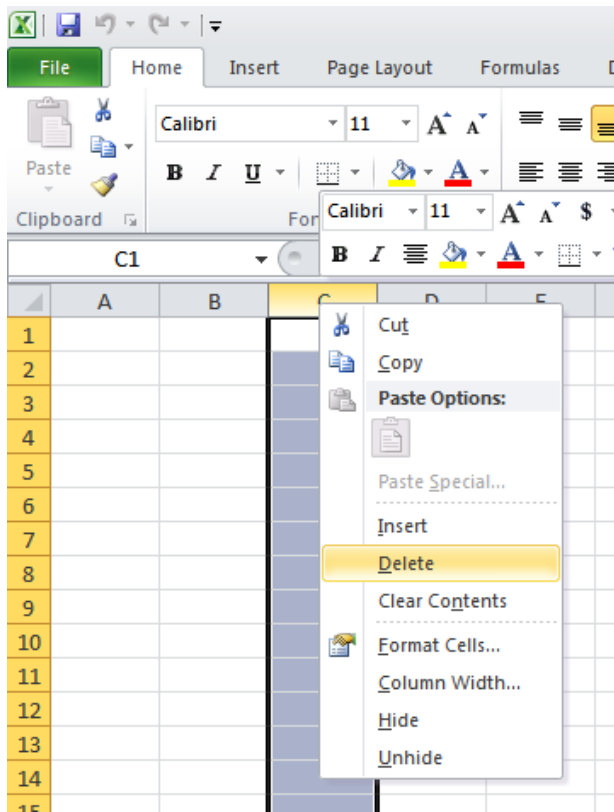 File Home Insert Page Layout Formulas
Calibri 11 A A
Paste B I U A
Clipboard
Calibri 11 A A $
B I A
C1
A B C D E
1
2
3
4
5
6
7
8
9
10
11
12
13
14
15
Cut
Copy
Paste Options:
Paste Special...
Insert
Delete
Clear Contents
Format Cells...
Column Width...
Hide
Unhide